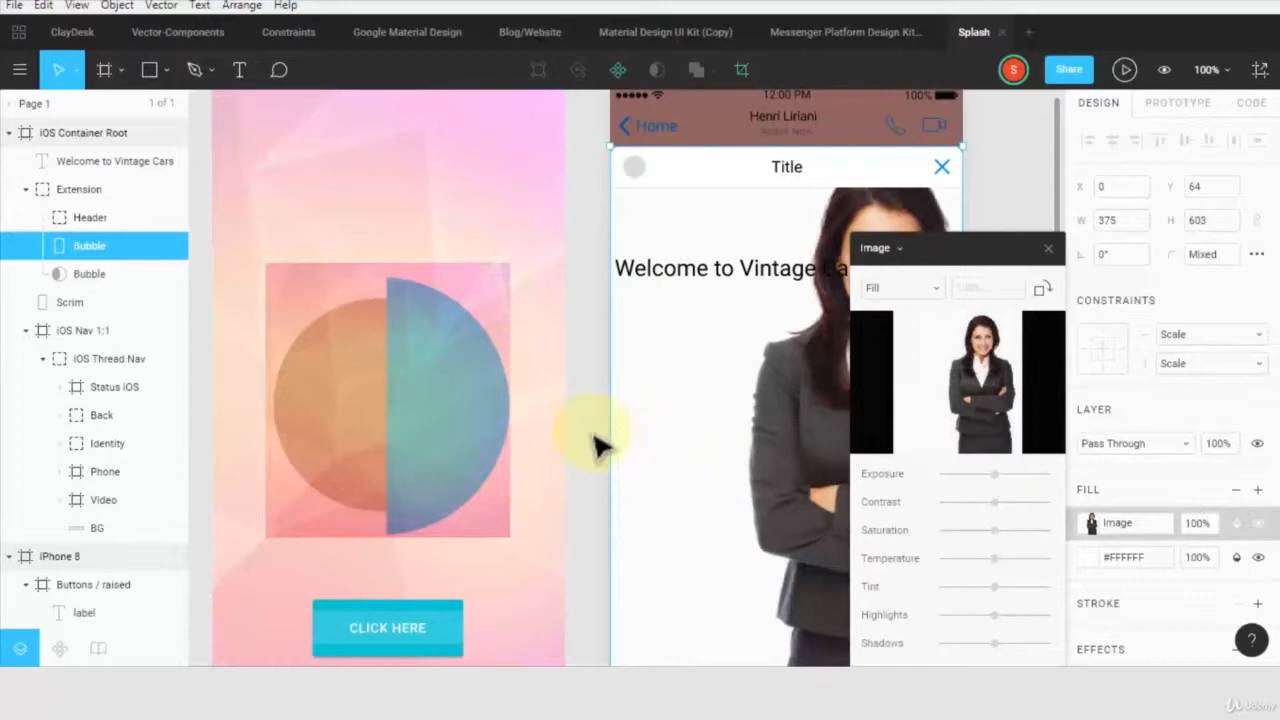 File Edit View Object Vector Text Arrange Help
ClayDesk Vector-Components Constraints Google Material Design Blog/Website Material Design UI Kit (Copy) Messenger Platform Design Kit... Splash
T S Share 100%
Page 1 1 of 1
iOS Container Root
Welcome to Vintage Cars
Extension
Header
Bubble
Bubble
Scrim
iOS Nav 1:1
iOS Thread Nav
Status iOS
Back
Identity
Phone
Video
BG
iPhone 8
Buttons / raised
label
CLICK HERE
12:00 PM 100%
Home Henri Liriani
Title
Welcome to Vintage Ca
Image
Fill 100%
Exposure
Contrast
Saturation
Temperature
Tint
Highlights
Shadows
DESIGN PROTOTYPE CODE
X 0 Y 64
W 375 H 603
0° Mixed
CONSTRAINTS
Scale
Scale
LAYER
Pass Through 100%
FILL
Image 100%
#FFFFFF 100%
STROKE
EFFECTS
?
Udemy